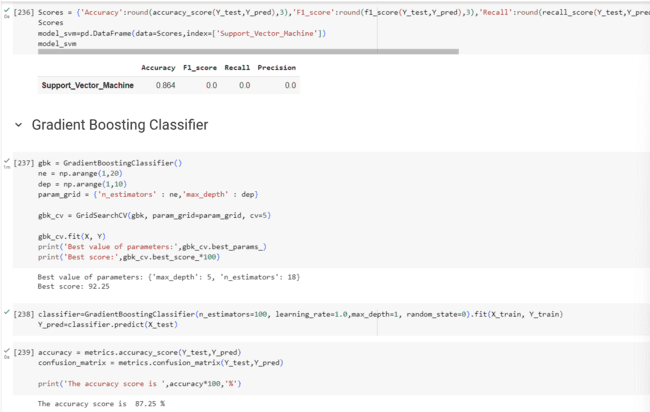 [236] Scores = {'Accuracy':round(accuracy_score(Y_test,Y_pred),3),'F1_score':round(f1_score(Y_test,Y_pred),3),'Recall':round(recall_score(Y_test,Y_pre
0s
Scores
model_svm=pd.DataFrame(data=Scores,index=['Support_Vector_Machine'])
model_svm
Accuracy F1_score Recall Precision
Support_Vector_Machine 0.864 0.0 0.0 0.0
Gradient Boosting Classifier
[237] gbk = GradientBoostingClassifier()
1m
ne = np.arange(1,20)
dep = np.arange(1,10)
param_grid = {'n_estimators' : ne,'max_depth' : dep}
gbk_cv = GridSearchCV(gbk, param_grid=param_grid, cv=5)
gbk_cv.fit(X, Y)
print('Best value of parameters:',gbk_cv.best_params_)
print('Best score:',gbk_cv.best_score_*100)
Best value of parameters: {'max_depth': 5, 'n_estimators': 18}
Best score: 92.25
[238] classifier=GradientBoostingClassifier(n_estimators=100, learning_rate=1.0,max_depth=1, random_state=0).fit(X_train, Y_train)
Y_pred=classifier.predict(X_test)
[239] accuracy = metrics.accuracy_score(Y_test,Y_pred)
0s
confusion_matrix = metrics.confusion_matrix(Y_test,Y_pred)
print('The accuracy score is ',accuracy*100,'%')
The accuracy score is  87.25 %